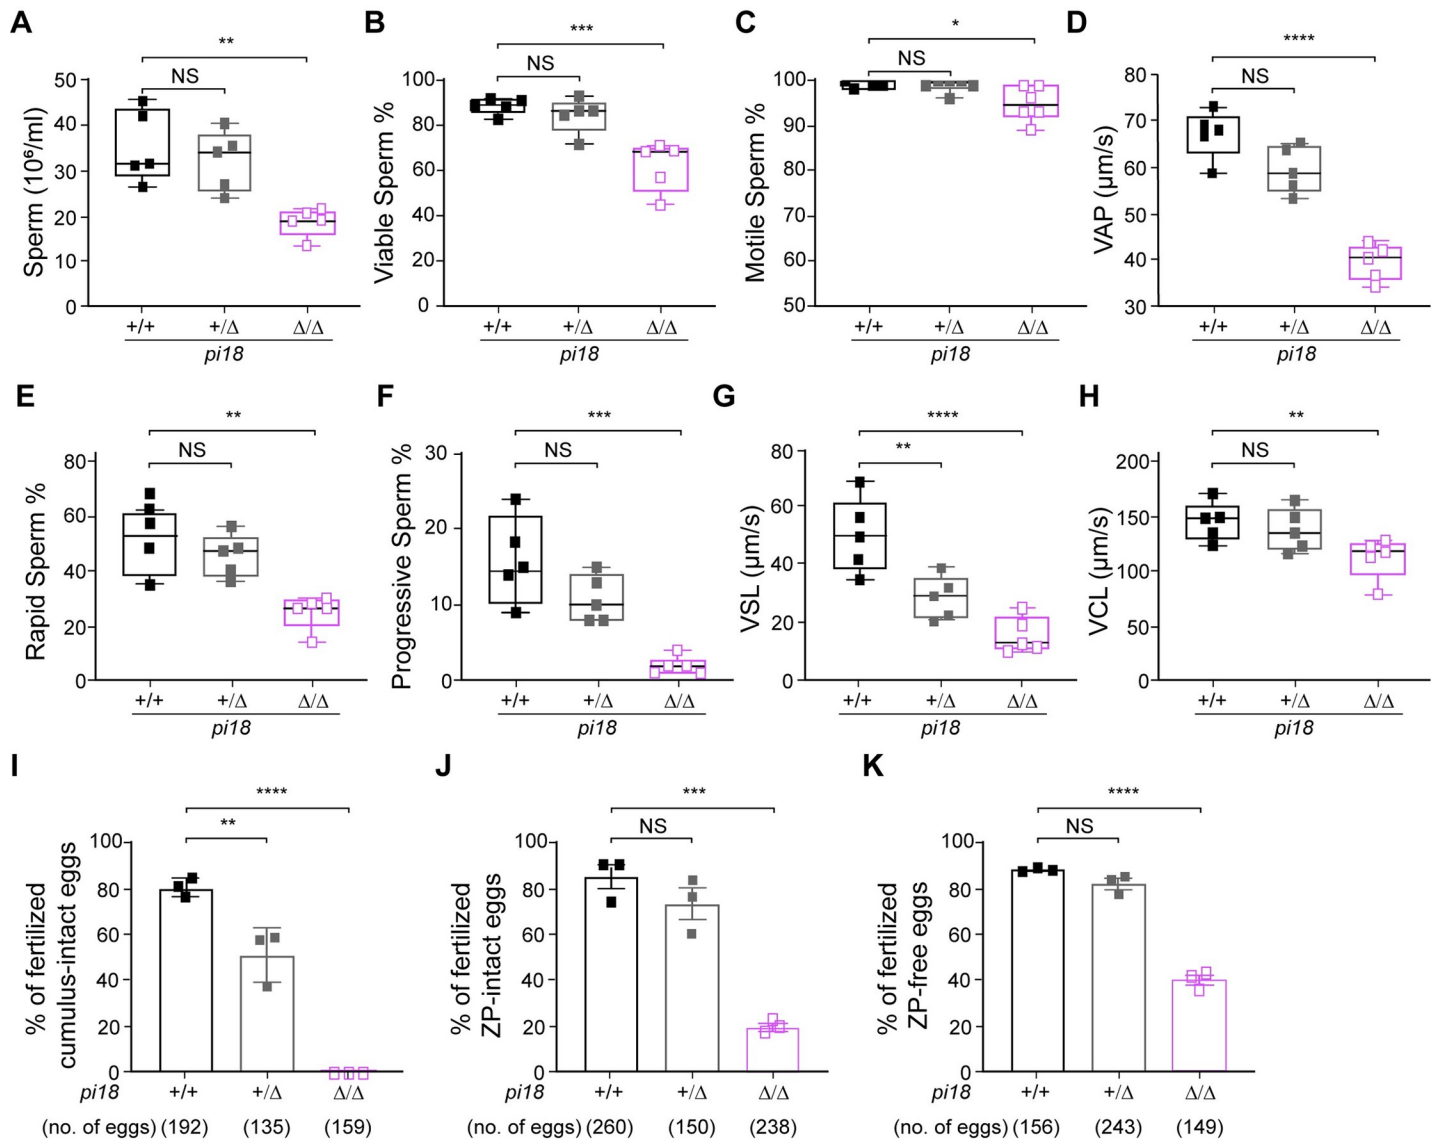 A
**
NS
Sperm (10⁶/ml)
50
40
30
20
10
0
+/+ +/Δ Δ/Δ
pi18
B
***
NS
Viable Sperm %
100
80
60
40
20
0
+/+ +/Δ Δ/Δ
pi18
C
*
NS
Motile Sperm %
100
90
80
70
60
50
+/+ +/Δ Δ/Δ
pi18
D
****
NS
VAP (μm/s)
80
70
60
50
40
30
+/+ +/Δ Δ/Δ
pi18
E
**
NS
Rapid Sperm %
80
60
40
20
0
+/+ +/Δ Δ/Δ
pi18
F
***
NS
Progressive Sperm %
30
20
10
0
+/+ +/Δ Δ/Δ
pi18
G
****
**
VSL (μm/s)
80
60
40
20
0
+/+ +/Δ Δ/Δ
pi18
H
**
NS
VCL (μm/s)
200
150
100
50
0
+/+ +/Δ Δ/Δ
pi18
I
****
**
% of fertilized
cumulus-intact eggs
100
80
60
40
20
0
pi18 +/+ +/Δ Δ/Δ
(no. of eggs) (192) (135) (159)
J
***
NS
% of fertilized
ZP-intact eggs
100
80
60
40
20
0
pi18 +/+ +/Δ Δ/Δ
(no. of eggs) (260) (150) (238)
K
****
NS
% of fertilized
ZP-free eggs
100
80
60
40
20
0
pi18 +/+ +/Δ Δ/Δ
(no. of eggs) (156) (243) (149)